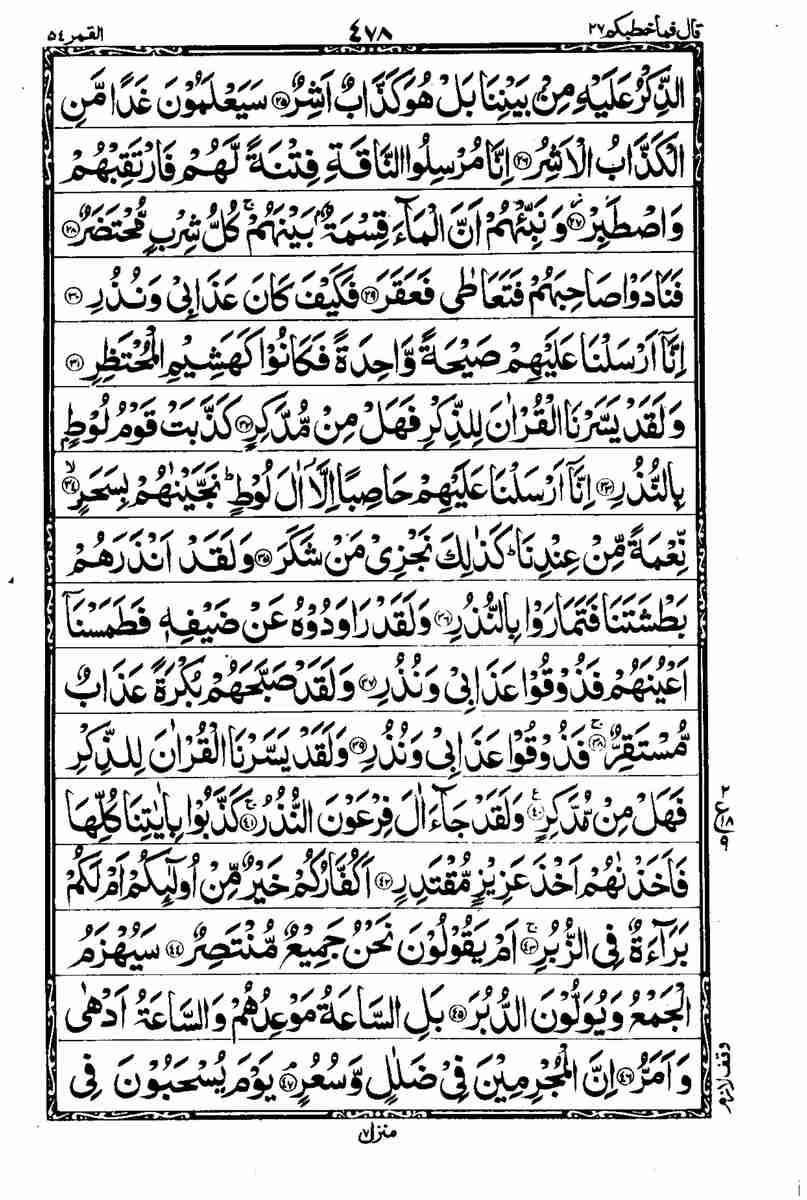 قال فما خطبكم ٢٧ ٤٧٨ القمر ٥٤
الذِّكْرُ عَلَيْهِ مِنْۢ بَيْنِنَا بَلْ هُوَ كَذَّابٌ اَشِرٌ ﴿٢٥﴾ سَيَعْلَمُوْنَ غَدًا مَّنِ
الْكَذَّابُ الْاَشِرُ ﴿٢٦﴾ اِنَّا مُرْسِلُوا النَّاقَةِ فِتْنَةً لَّهُمْ فَارْتَقِبْهُمْ
وَاصْطَبِرْ ﴿٢٧﴾ وَنَبِّئْهُمْ اَنَّ الْمَآءَ قِسْمَةٌۢ بَيْنَهُمْ ۚ كُلُّ شِرْبٍ مُّحْتَضَرٌ ﴿٢٨﴾
فَنَادَوْا صَاحِبَهُمْ فَتَعَاطٰى فَعَقَرَ ﴿٢٩﴾ فَكَيْفَ كَانَ عَذَابِيْ وَنُذُرِ ﴿٣٠﴾
اِنَّآ اَرْسَلْنَا عَلَيْهِمْ صَيْحَةً وَّاحِدَةً فَكَانُوْا كَهَشِيْمِ الْمُحْتَظِرِ ﴿٣١﴾
وَلَقَدْ يَسَّرْنَا الْقُرْاٰنَ لِلذِّكْرِ فَهَلْ مِنْ مُّدَّكِرٍ ﴿٣٢﴾ كَذَّبَتْ قَوْمُ لُوْطٍۢ
بِالنُّذُرِ ﴿٣٣﴾ اِنَّآ اَرْسَلْنَا عَلَيْهِمْ حَاصِبًا اِلَّآ اٰلَ لُوْطٍ ؕ نَجَّيْنٰهُمْ بِسَحَرٍ ﴿٣٤﴾ ۙ
نِّعْمَةً مِّنْ عِنْدِنَا ؕ كَذٰلِكَ نَجْزِيْ مَنْ شَكَرَ ﴿٣٥﴾ وَلَقَدْ اَنْذَرَهُمْ
بَطْشَتَنَا فَتَمَارَوْا بِالنُّذُرِ ﴿٣٦﴾ وَلَقَدْ رَاوَدُوْهُ عَنْ ضَيْفِهٖ فَطَمَسْنَآ
اَعْيُنَهُمْ فَذُوْقُوْا عَذَابِيْ وَنُذُرِ ﴿٣٧﴾ وَلَقَدْ صَبَّحَهُمْ بُكْرَةً عَذَابٌ
مُّسْتَقِرٌّ ﴿٣٨﴾ ۚ فَذُوْقُوْا عَذَابِيْ وَنُذُرِ ﴿٣٩﴾ وَلَقَدْ يَسَّرْنَا الْقُرْاٰنَ لِلذِّكْرِ
فَهَلْ مِنْ مُّدَّكِرٍ ﴿٤٠﴾ ع وَلَقَدْ جَآءَ اٰلَ فِرْعَوْنَ النُّذُرُ ﴿٤١﴾ ۚ كَذَّبُوْا بِاٰيٰتِنَا كُلِّهَا
٢ ع ١٨ ٩
فَاَخَذْنٰهُمْ اَخْذَ عَزِيْزٍ مُّقْتَدِرٍ ﴿٤٢﴾ اَكُفَّارُكُمْ خَيْرٌ مِّنْ اُولٰٓئِكُمْ اَمْ لَكُمْ
بَرَآءَةٌ فِي الزُّبُرِ ﴿٤٣﴾ ۚ اَمْ يَقُوْلُوْنَ نَحْنُ جَمِيْعٌ مُّنْتَصِرٌ ﴿٤٤﴾ سَيُهْزَمُ
الْجَمْعُ وَيُوَلُّوْنَ الدُّبُرَ ﴿٤٥﴾ بَلِ السَّاعَةُ مَوْعِدُهُمْ وَالسَّاعَةُ اَدْهٰى
وَاَمَرُّ ﴿٤٦﴾ اِنَّ الْمُجْرِمِيْنَ فِيْ ضَلٰلٍ وَّسُعُرٍ ﴿٤٧﴾ ۘ يَوْمَ يُسْحَبُوْنَ فِي
وقف لازم
منزل ٧